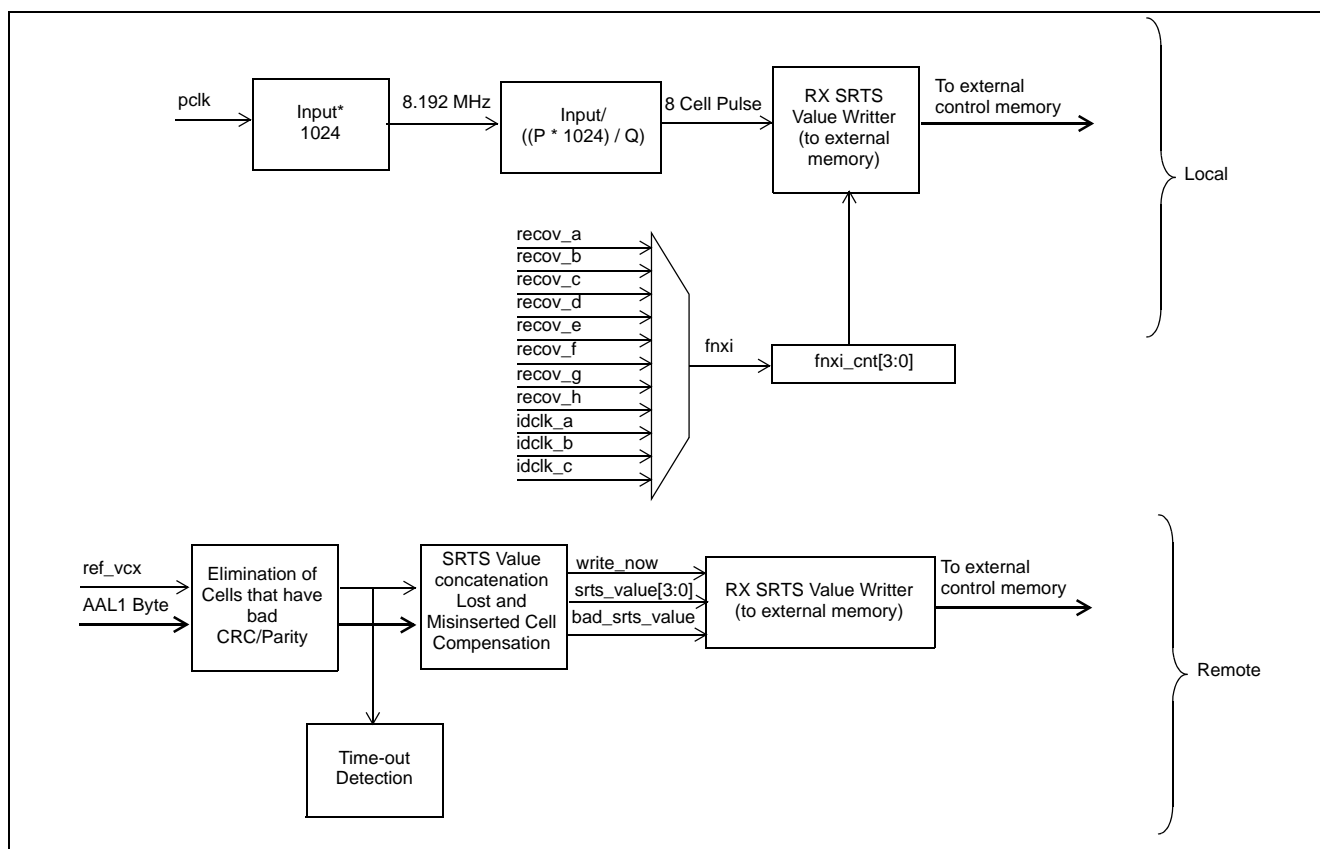 pclk
Input*
1024
8.192 MHz
Input/
((P * 1024) / Q)
8 Cell Pulse
RX SRTS
Value Writter
(to external
memory)
To external
control memory
Local
recov_a
recov_b
recov_c
recov_d
recov_e
recov_f
recov_g
recov_h
idclk_a
idclk_b
idclk_c
fnxi
fnxi_cnt[3:0]
ref_vcx
AAL1 Byte
Elimination of
Cells that have
bad
CRC/Parity
SRTS Value
concatenation
Lost and
Misinserted Cell
Compensation
write_now
srts_value[3:0]
bad_srts_value
RX SRTS Value Writter
(to external memory)
To external
control memory
Remote
Time-out
Detection